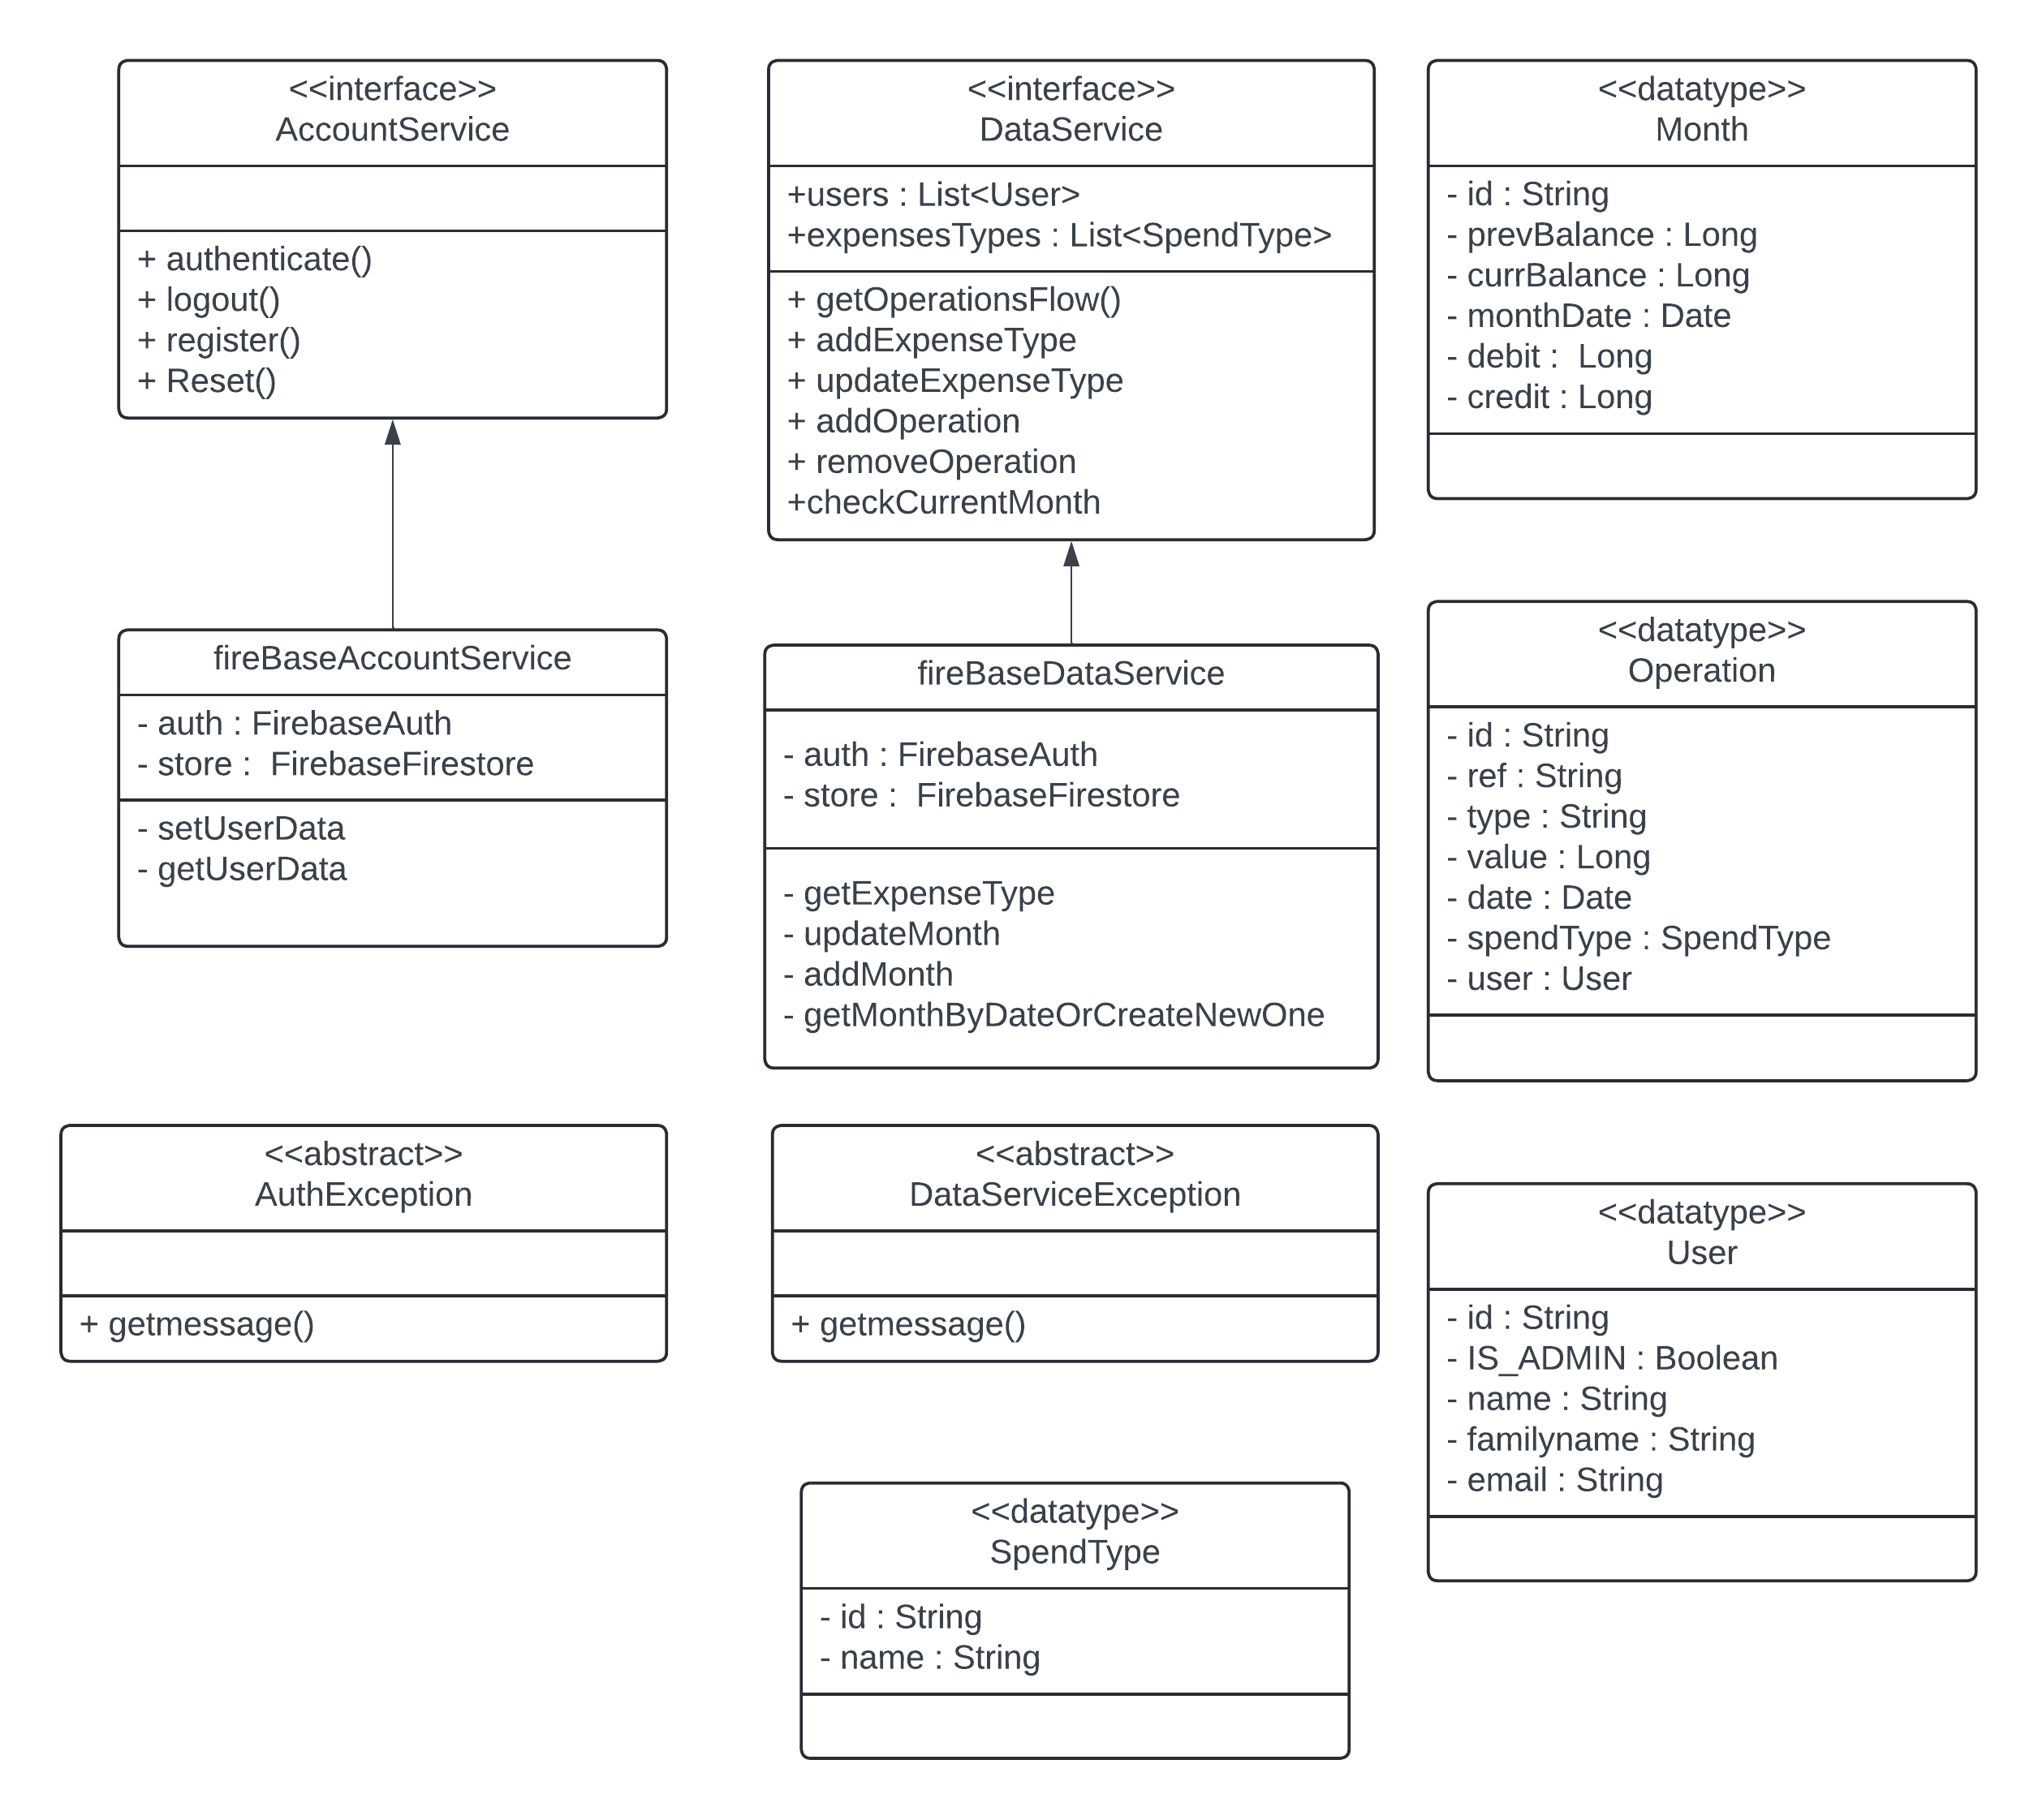 <<interface>>
AccountService
+ authenticate()
+ logout()
+ register()
+ Reset()
<<interface>>
DataService
+users : List<User>
+expensesTypes : List<SpendType>
+ getOperationsFlow()
+ addExpenseType
+ updateExpenseType
+ addOperation
+ removeOperation
+checkCurrentMonth
<<datatype>>
Month
- id : String
- prevBalance : Long
- currBalance : Long
- monthDate : Date
- debit :  Long
- credit : Long
fireBaseAccountService
- auth : FirebaseAuth
- store :  FirebaseFirestore
- setUserData
- getUserData
fireBaseDataService
- auth : FirebaseAuth
- store :  FirebaseFirestore
- getExpenseType
- updateMonth
- addMonth
- getMonthByDateOrCreateNewOne
<<datatype>>
Operation
- id : String
- ref : String
- type : String
- value : Long
- date : Date
- spendType : SpendType
- user : User
<<abstract>>
AuthException
+ getmessage()
<<abstract>>
DataServiceException
+ getmessage()
<<datatype>>
User
- id : String
- IS_ADMIN : Boolean
- name : String
- familyname : String
- email : String
<<datatype>>
SpendType
- id : String
- name : String